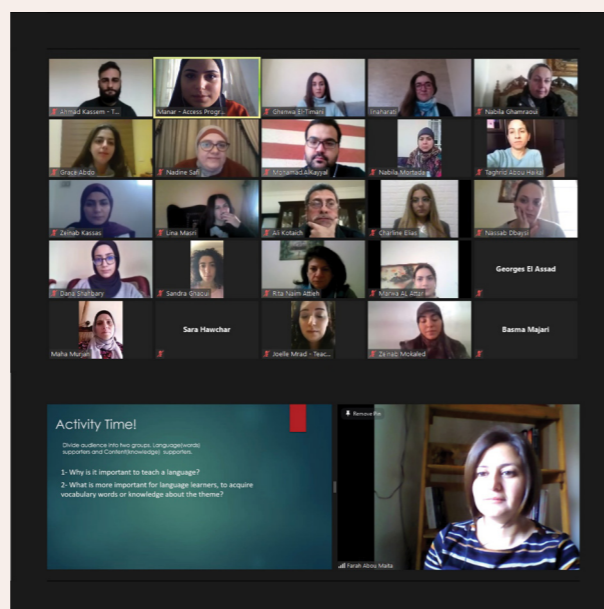 Ahmad Kassem - T...
Manar - Access Progr...
Ghenwa El-Timani
Inaharati
Nabila Ghamraoui
Grace Abdo
Nadine Safi
Mohamad AlKayyal
Nabila Mortada
Taghrid Abou Haikal
Zeinab Kassas
Lina Masri
Ali Kotaich
Charline Elias
Nassab Dbaysi
Dana Shahbary
Sandra Ghaoui
Rita Naim Attieh
Marwa AL Attar
Georges El Assad
Maha Murjan
Sara Hawchar
Joelle Mrad - Teac...
Zeinab Mokaled
Basma Majari
Activity Time!
Divide audience into two groups, Language(words)
supporters and Content(knowledge) supporters.
1- Why is it important to teach a language?
2- What is more important for language learners, to acquire
vocabulary words or knowledge about the theme?
Remove Pin
Farah Abou Malta